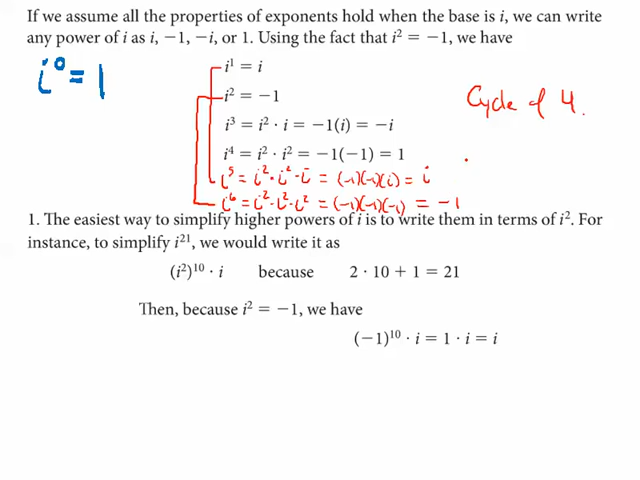 If we assume all the properties of exponents hold when the base is i, we can write
any power of i as i, −1, −i, or 1. Using the fact that i² = −1, we have
i⁰ = 1
i¹ = i
i² = −1
Cycle of 4.
i³ = i² · i = −1(i) = −i
i⁴ = i² · i² = −1(−1) = 1
i⁵ = i² · i² · i = (-1)(-1)(i) = i
i⁶ = i² · i² · i² = (-1)(-1)(-1) = -1
1. The easiest way to simplify higher powers of i is to write them in terms of i². For
instance, to simplify i²¹, we would write it as
(i²)¹⁰ · i because 2 · 10 + 1 = 21
Then, because i² = −1, we have
(−1)¹⁰ · i = 1 · i = i